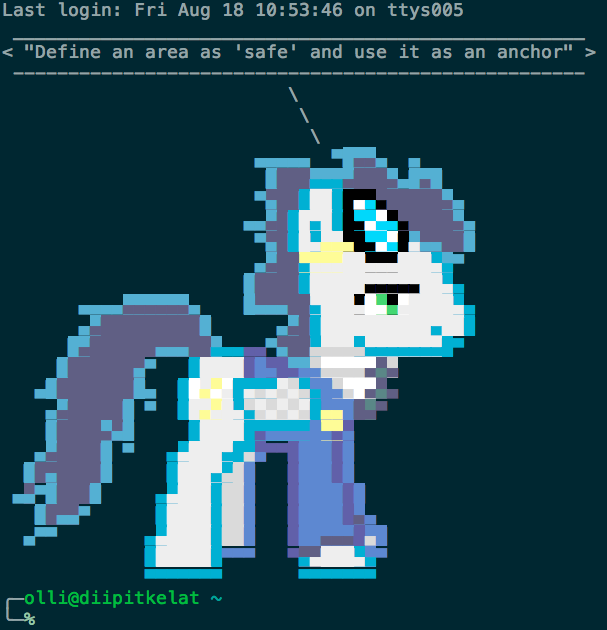 Last login: Fri Aug 18 10:53:46 on ttys005
< "Define an area as 'safe' and use it as an anchor" >
olli@diipitkelat ~
%